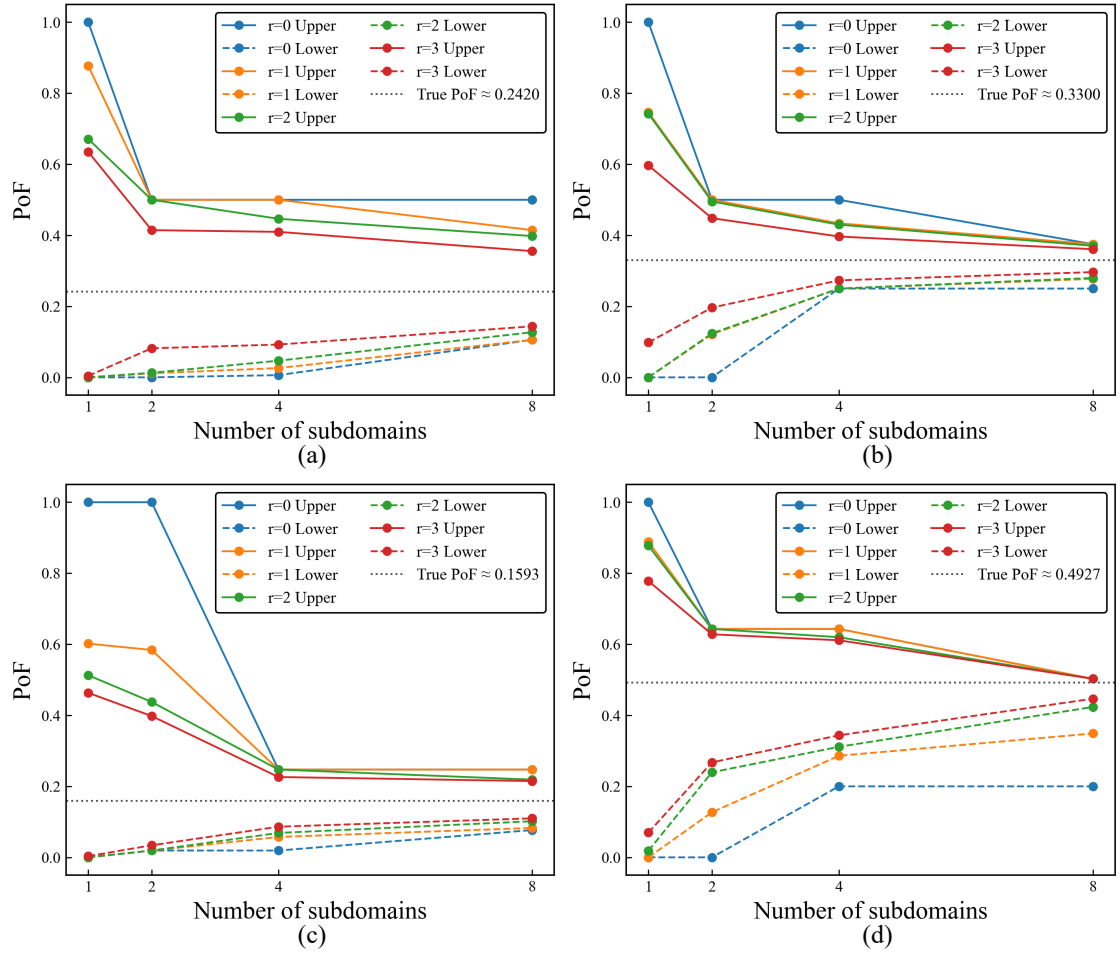 1.0
0.8
0.6
0.4
0.2
0.0
PoF
r=0 Upper
r=0 Lower
r=1 Upper
r=1 Lower
r=2 Upper
r=2 Lower
r=3 Upper
r=3 Lower
True PoF ≈ 0.2420
1 2 4 8
Number of subdomains
(a)
1.0
0.8
0.6
0.4
0.2
0.0
PoF
r=0 Upper
r=0 Lower
r=1 Upper
r=1 Lower
r=2 Upper
r=2 Lower
r=3 Upper
r=3 Lower
True PoF ≈ 0.3300
1 2 4 8
Number of subdomains
(b)
1.0
0.8
0.6
0.4
0.2
0.0
PoF
r=0 Upper
r=0 Lower
r=1 Upper
r=1 Lower
r=2 Upper
r=2 Lower
r=3 Upper
r=3 Lower
True PoF ≈ 0.1593
1 2 4 8
Number of subdomains
(c)
1.0
0.8
0.6
0.4
0.2
0.0
PoF
r=0 Upper
r=0 Lower
r=1 Upper
r=1 Lower
r=2 Upper
r=2 Lower
r=3 Upper
r=3 Lower
True PoF ≈ 0.4927
1 2 4 8
Number of subdomains
(d)